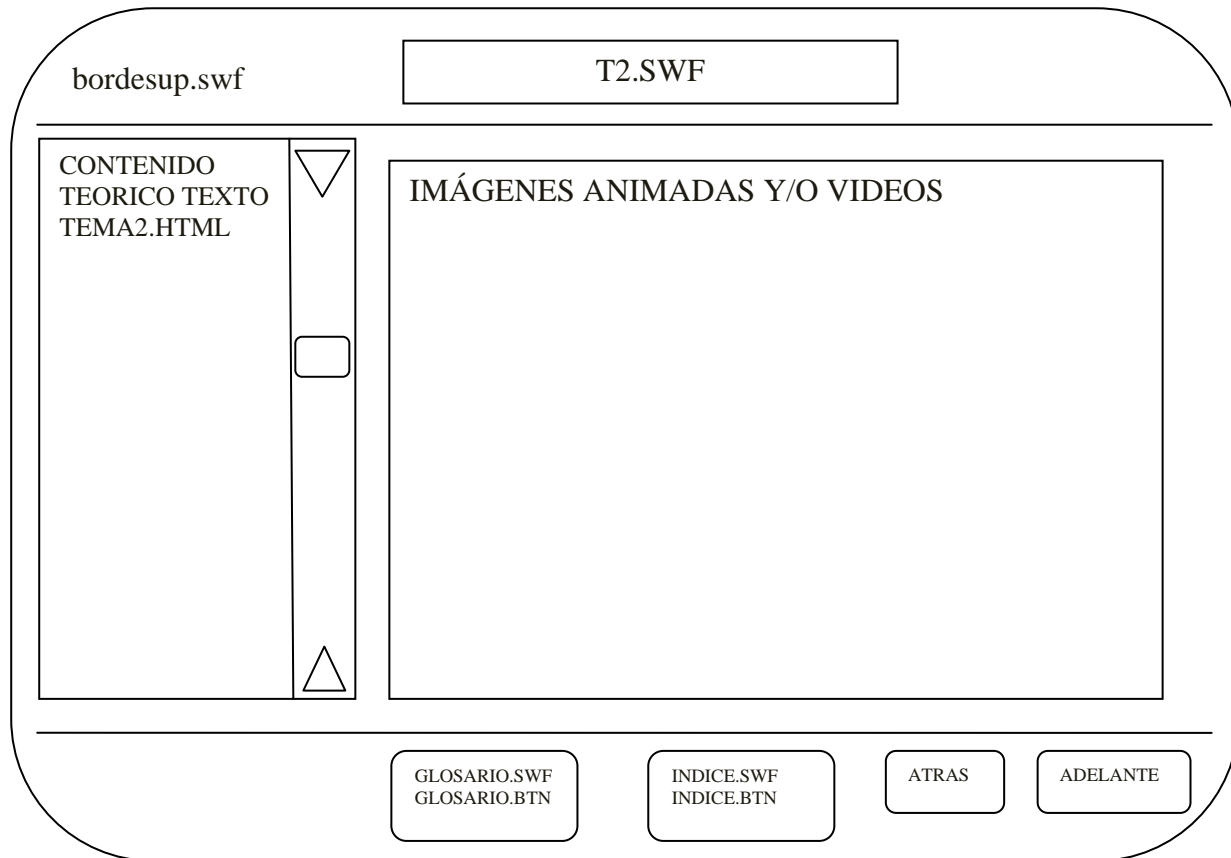 bordesup.swf
T2.SWF
CONTENIDO
TEORICO TEXTO
TEMA2.HTML
IMÁGENES ANIMADAS Y/O VIDEOS
GLOSARIO.SWF
GLOSARIO.BTN
INDICE.SWF
INDICE.BTN
ATRAS
ADELANTE